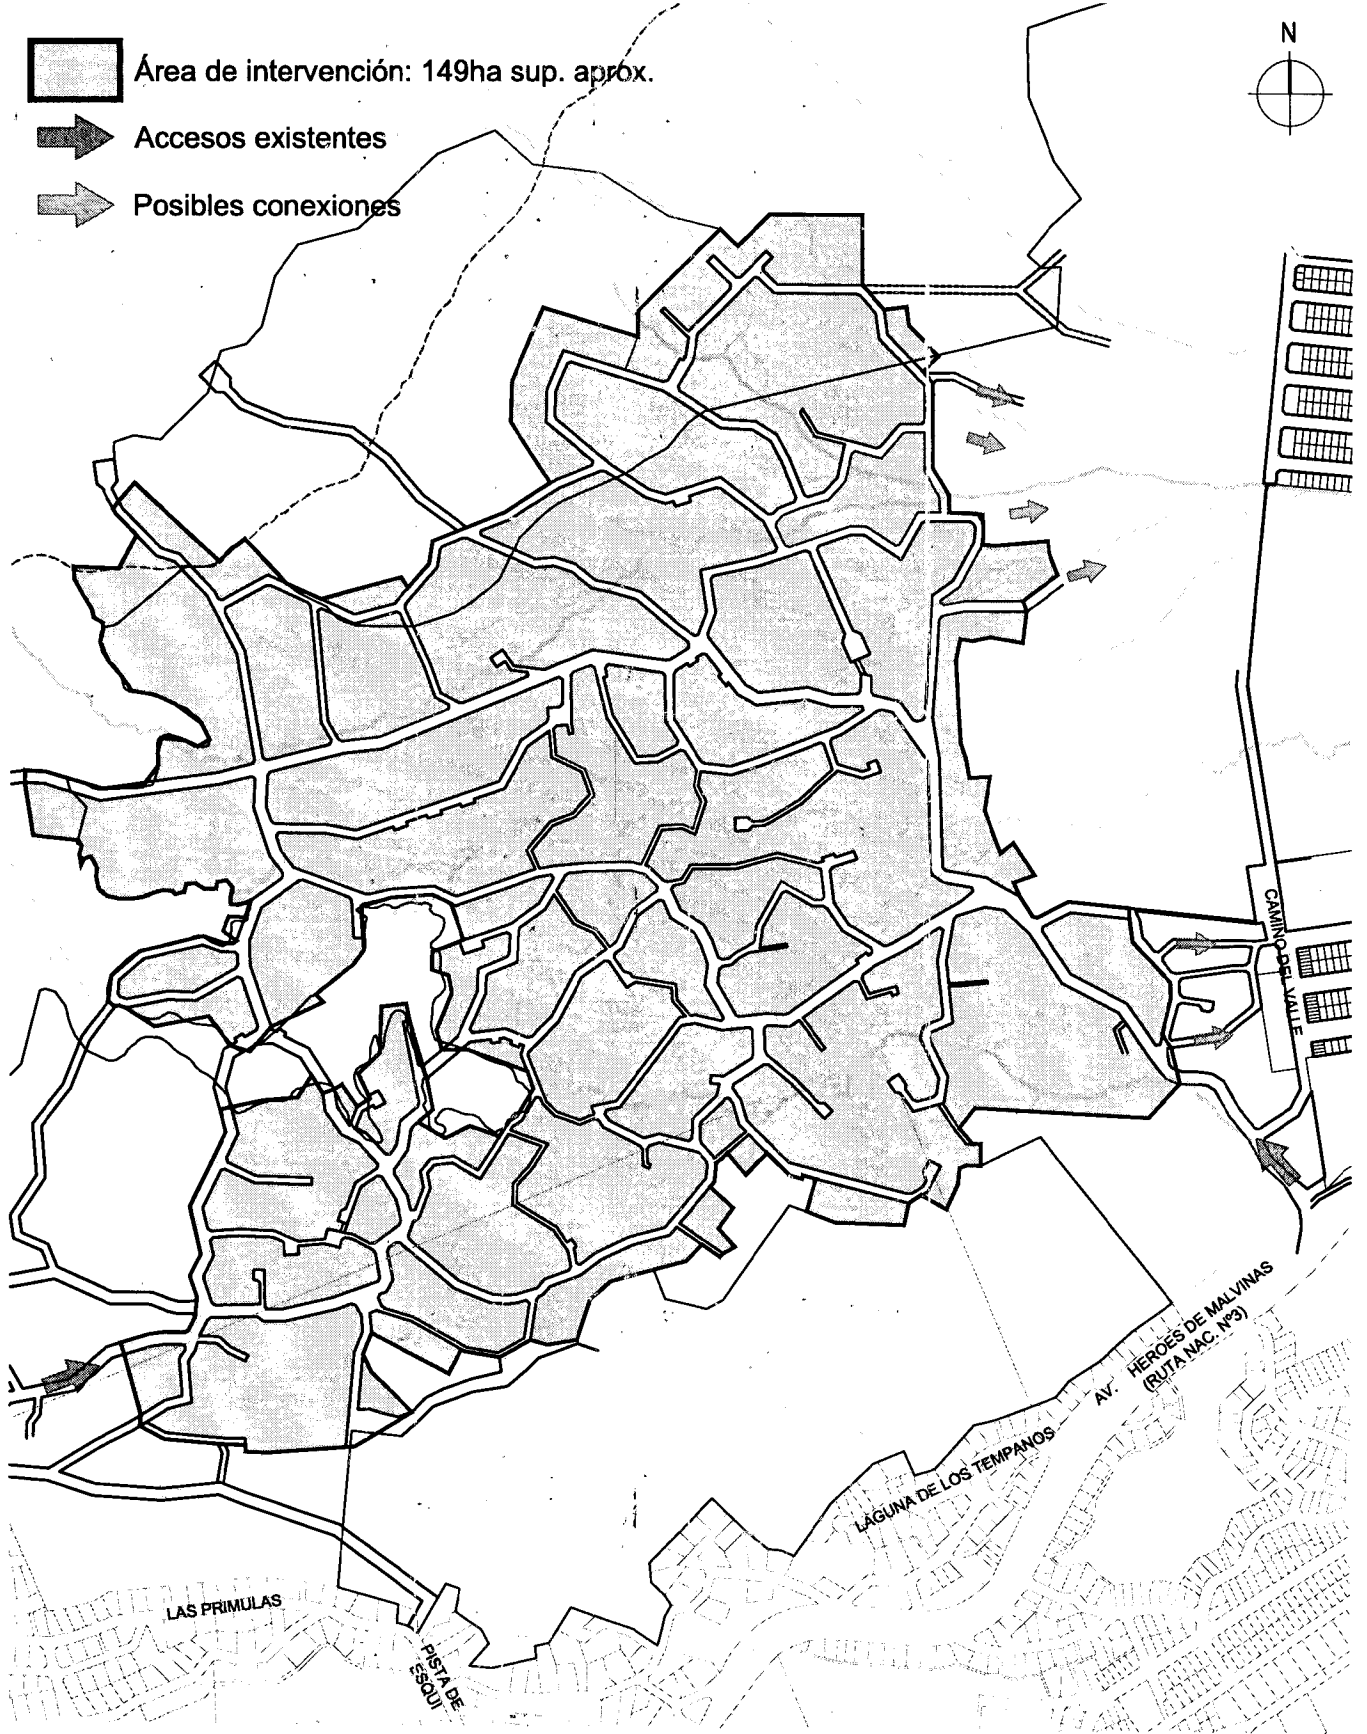 N
Área de intervención: 149ha sup. aprox.
Accesos existentes
Posibles conexiones
CAMINO DEL VALLE
AV. HEROES DE MALVINAS
(RUTA NAC. Nº3)
LAGUNA DE LOS TEMPANOS
LAS PRIMULAS
PISTA DE
ESQUI